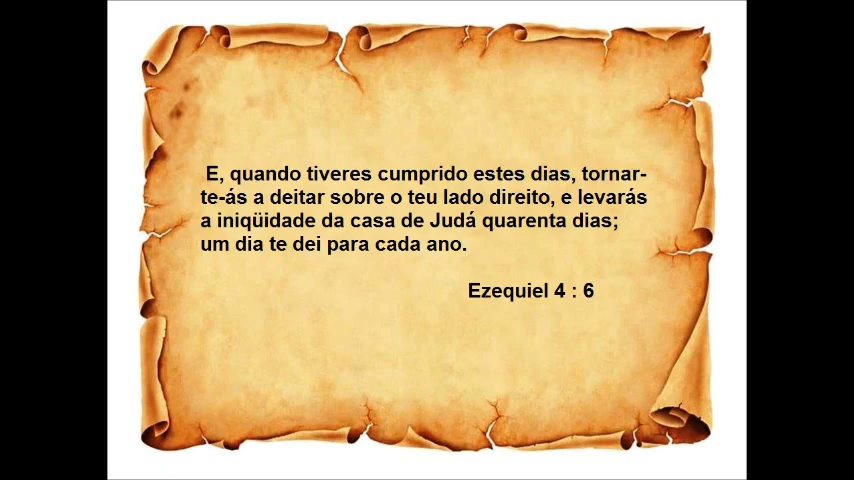 E, quando tiveres cumprido estes dias, tornar-
te-ás a deitar sobre o teu lado direito, e levarás
a iniqüidade da casa de Judá quarenta dias;
um dia te dei para cada ano.
Ezequiel 4 : 6